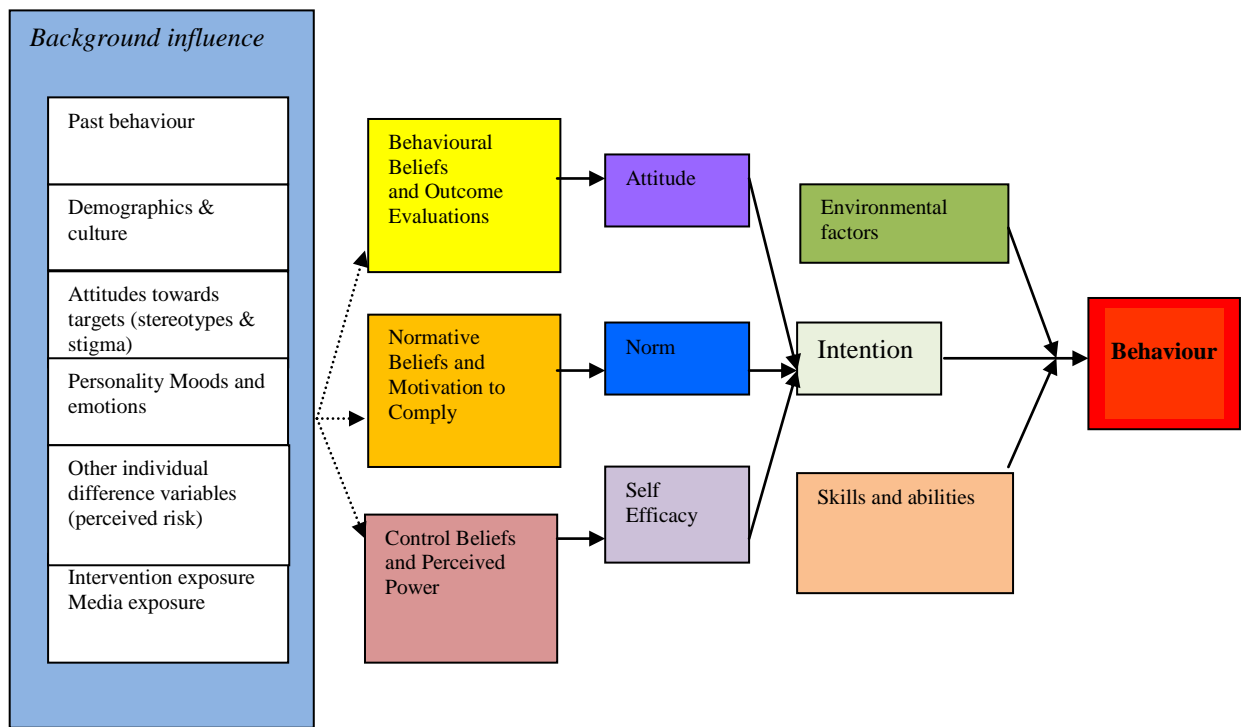 Background influence
Past behaviour
Demographics &
culture
Attitudes towards
targets (stereotypes &
stigma)
Personality Moods and
emotions
Other individual
difference variables
(perceived risk)
Intervention exposure
Media exposure
Behavioural
Beliefs
and Outcome
Evaluations
Normative
Beliefs and
Motivation to
Comply
Control Beliefs
and Perceived
Power
Attitude
Norm
Self
Efficacy
Environmental
factors
Intention
Skills and abilities
Behaviour